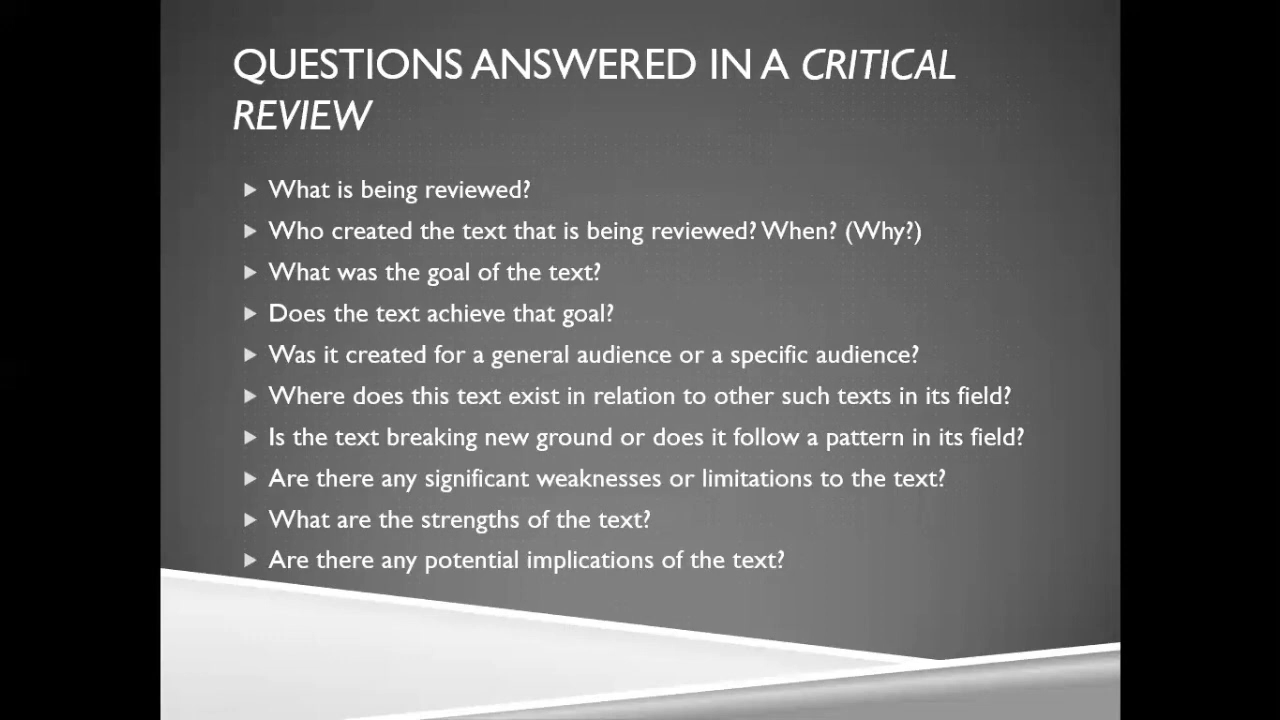 QUESTIONS ANSWERED IN A CRITICAL
REVIEW
What is being reviewed?
Who created the text that is being reviewed? When? (Why?)
What was the goal of the text?
Does the text achieve that goal?
Was it created for a general audience or a specific audience?
Where does this text exist in relation to other such texts in its field?
Is the text breaking new ground or does it follow a pattern in its field?
Are there any significant weaknesses or limitations to the text?
What are the strengths of the text?
Are there any potential implications of the text?